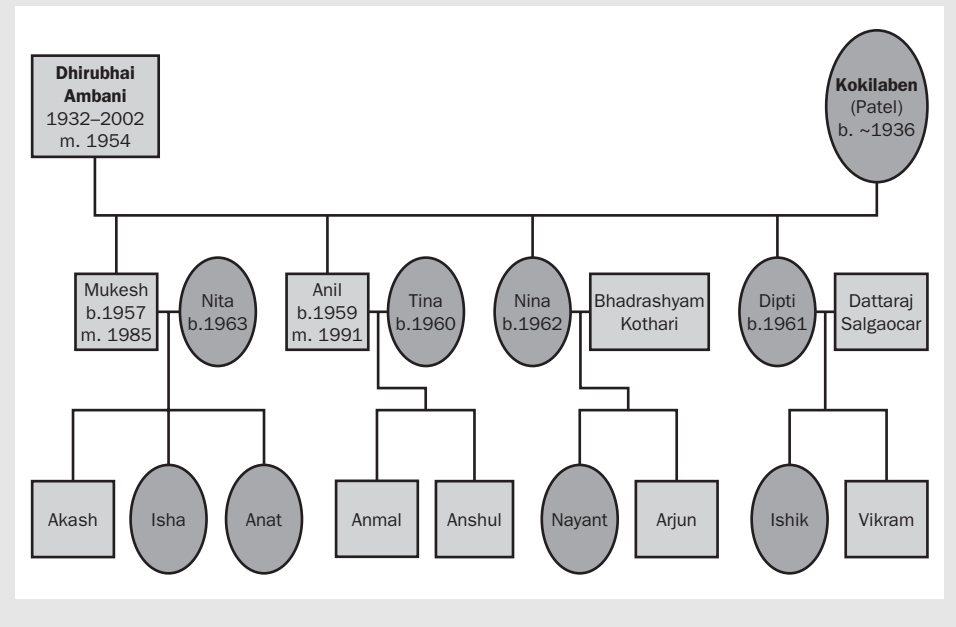 Dhirubhai
Ambani
1932–2002
m. 1954
Kokilaben
(Patel)
b. ~1936
Mukesh
b.1957
m. 1985
Nita
b.1963
Anil
b.1959
m. 1991
Tina
b.1960
Nina
b.1962
Bhadrashyam
Kothari
Dipti
b.1961
Dattaraj
Salgaocar
Akash
Isha
Anat
Anmal
Anshul
Nayant
Arjun
Ishik
Vikram